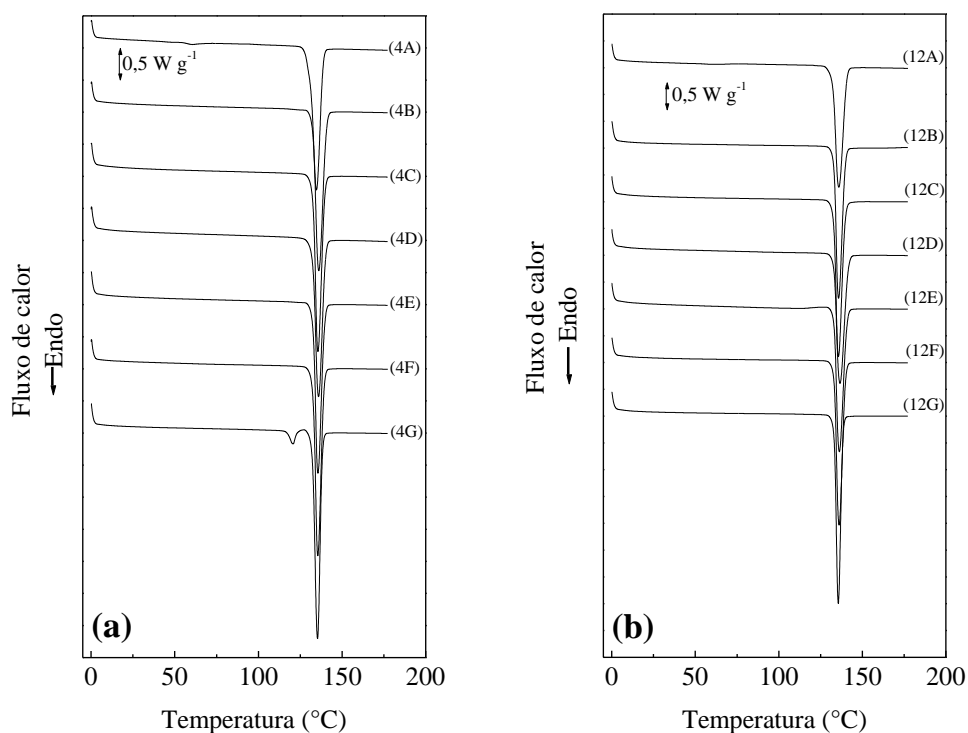 (4A)
0,5 W g-1
(4B)
(4C)
(4D)
(4E)
(4F)
(4G)
Fluxo de calor
Endo
(a)
0 50 100 150 200
Temperatura (°C)
(12A)
0,5 W g-1
(12B)
(12C)
(12D)
(12E)
(12F)
(12G)
Fluxo de calor
Endo
(b)
0 50 100 150 200
Temperatura (°C)